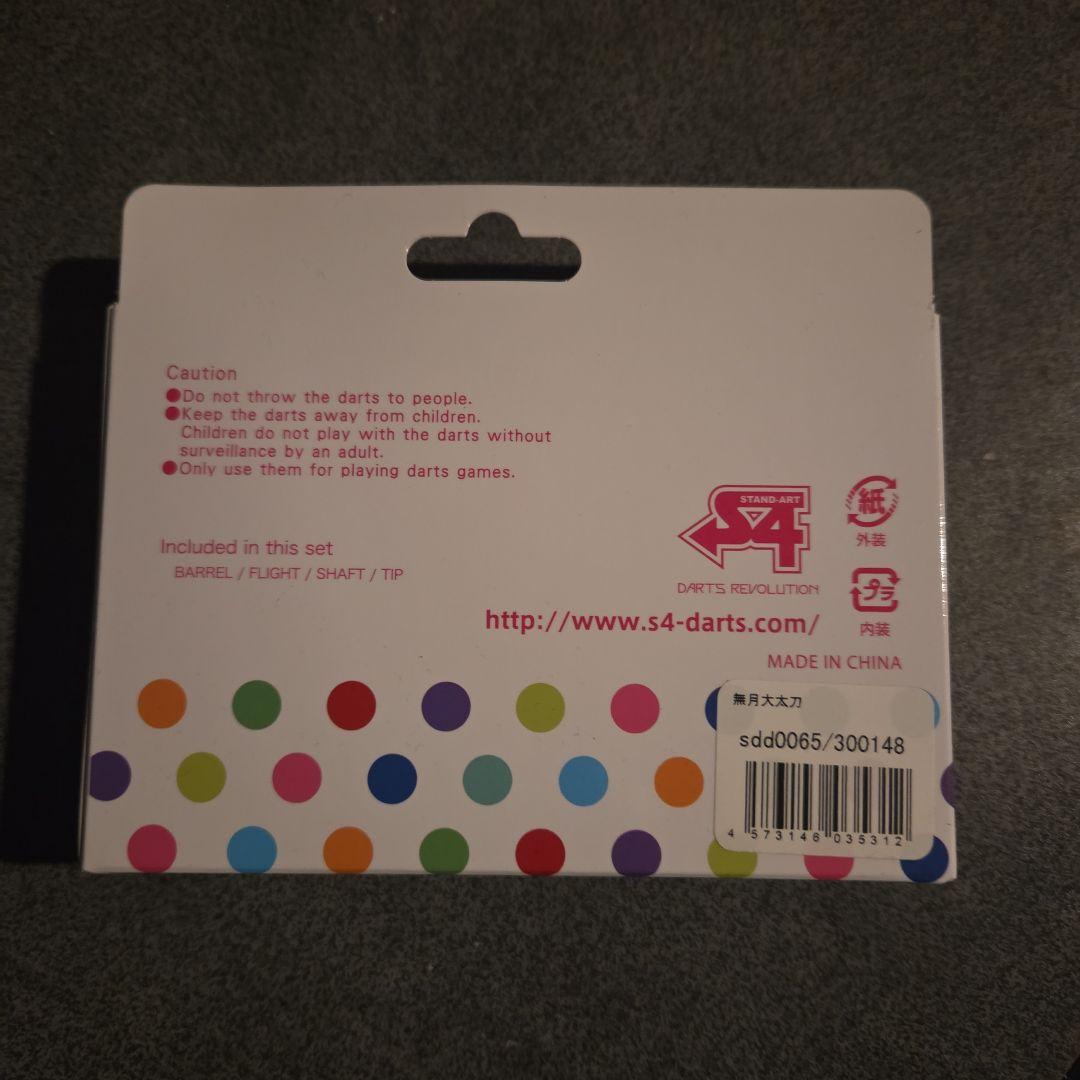 Caution
●Do not throw the darts to people.
●Keep the darts away from children.
Children do not play with the darts without
surveillance by an adult.
●Only use them for playing darts games.
Included in this set
BARREL / FLIGHT / SHAFT / TIP
STAND-ART
S4
DARTS REVOLUTION
紙
外装
プラ
内装
http://www.s4-darts.com/
MADE IN CHINA
無月大太刀
sdd0065/300148
4 573146 035312